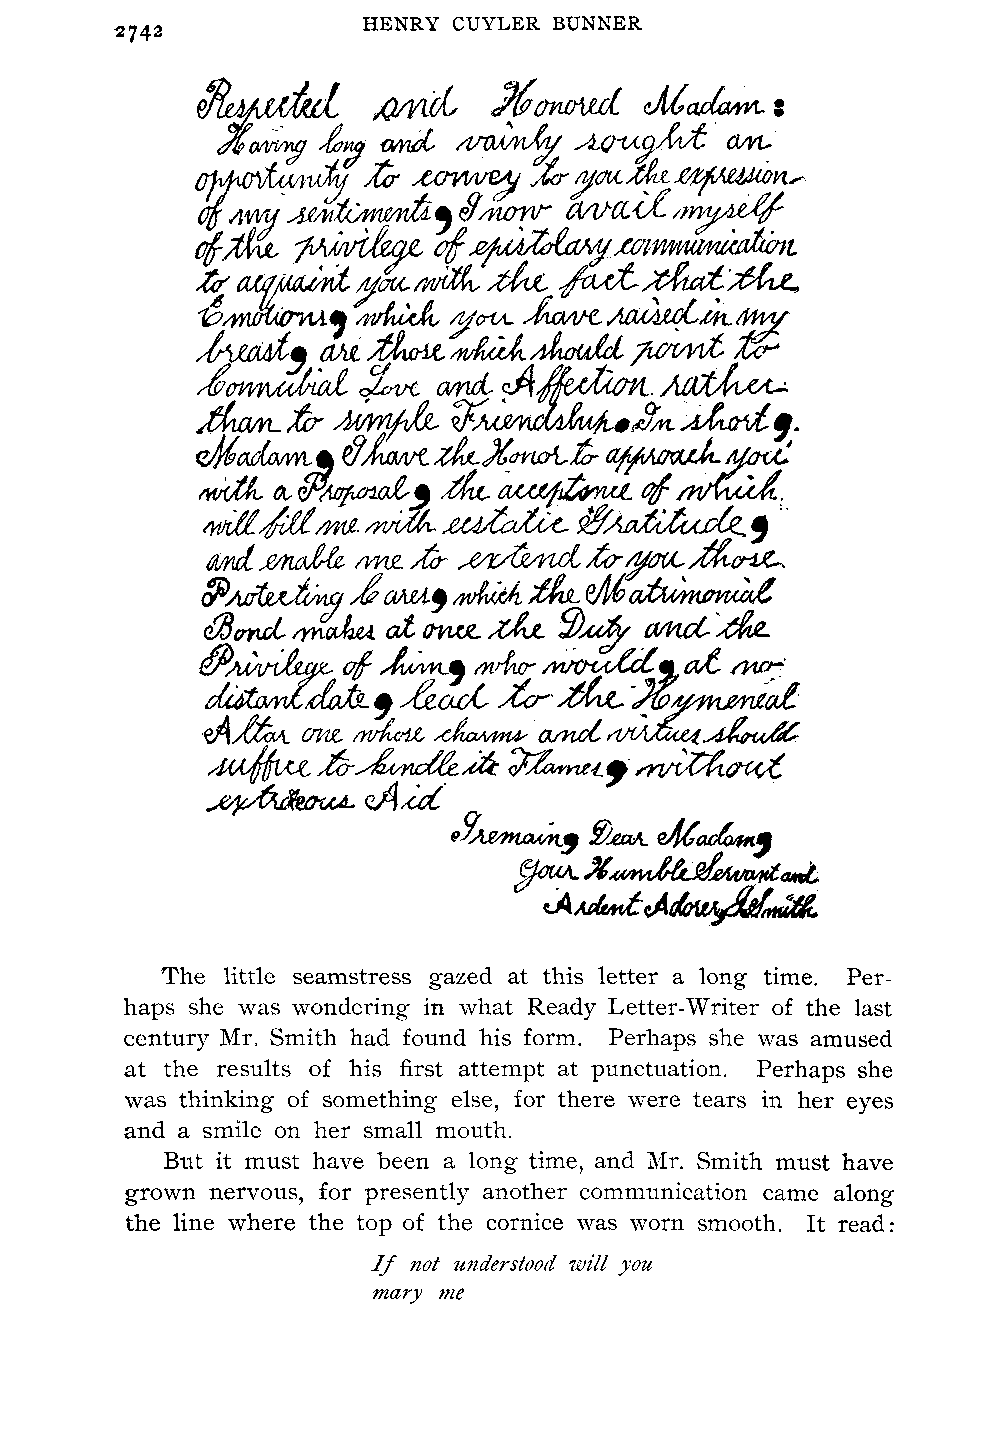 2742
HENRY CUYLER BUNNER
Respected and Honored Madam:
Having long and vainly sought an
opportunity to convey to you the expression
of my sentiments, I now avail myself
of the privilege of epistolary communication
to acquaint you with the fact that the
Emotions, which you have raised in my
breast, are those which should point to
Connubial Love and Affection rather
than to simple Friendship. In short,
Madam, I have the Honor to approach you
with a Proposal, the acceptance of which
will fill me with ecstatic Gratitude,
and enable me to extend to you those
Protecting Cares, which the Matrimonial
Bond makes at once the Duty and the
Privilege of him, who would, at no
distant date, lead to the Hymeneal
Altar one whose charms and virtues should
suffice to kindle its Flames, without
extraneous Aid
I remain, Dear Madam,
Your Humble Servant and
Ardent Adorer, J. Smith
The little seamstress gazed at this letter a long time. Per-
haps she was wondering in what Ready Letter-Writer of the last
century Mr. Smith had found his form. Perhaps she was amused
at the results of his first attempt at punctuation. Perhaps she
was thinking of something else, for there were tears in her eyes
and a smile on her small mouth.
But it must have been a long time, and Mr. Smith must have
grown nervous, for presently another communication came along
the line where the top of the cornice was worn smooth. It read:
If not understood will you
mary me